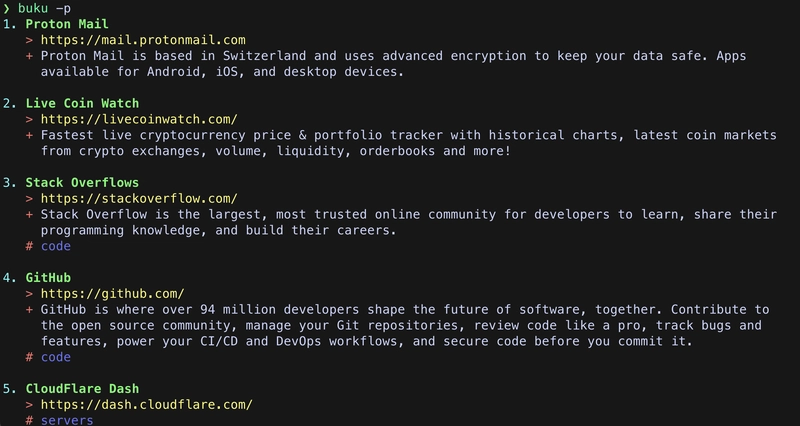 ❯ buku -p
1. Proton Mail
> https://mail.protonmail.com
+ Proton Mail is based in Switzerland and uses advanced encryption to keep your data safe. Apps
available for Android, iOS, and desktop devices.
2. Live Coin Watch
> https://livecoinwatch.com/
+ Fastest live cryptocurrency price & portfolio tracker with historical charts, latest coin markets
from crypto exchanges, volume, liquidity, orderbooks and more!
3. Stack Overflows
> https://stackoverflow.com/
+ Stack Overflow is the largest, most trusted online community for developers to learn, share their
programming knowledge, and build their careers.
# code
4. GitHub
> https://github.com/
+ GitHub is where over 94 million developers shape the future of software, together. Contribute to
the open source community, manage your Git repositories, review code like a pro, track bugs and
features, power your CI/CD and DevOps workflows, and secure code before you commit it.
# code
5. CloudFlare Dash
> https://dash.cloudflare.com/
# servers